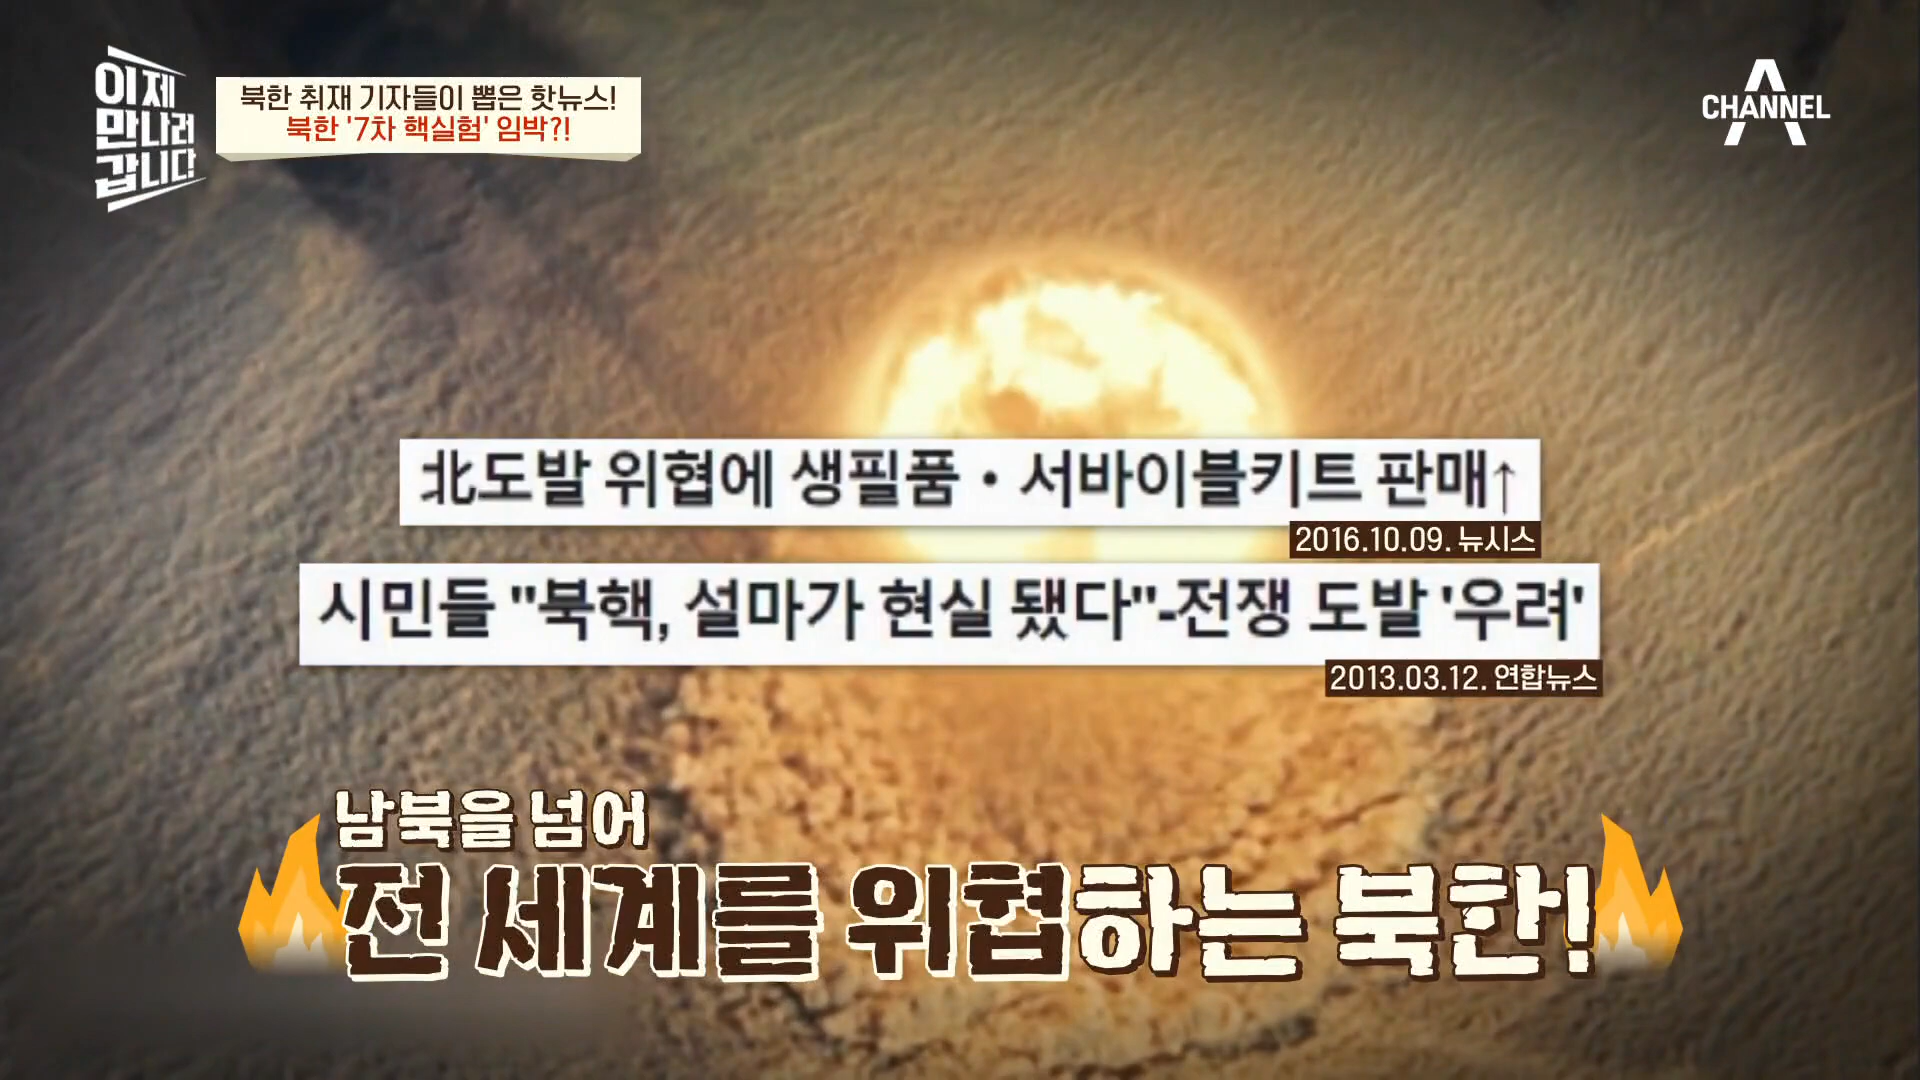 이제
만나러
갑니다
북한 취재 기자들이 뽑은 핫뉴스!
북한 '7차 핵실험' 임박?!
CHANNEL A
北도발 위협에 생필품·서바이블키트 판매↑
2016.10.09. 뉴시스
시민들 "북핵, 설마가 현실 됐다"-전쟁 도발 '우려'
2013.03.12. 연합뉴스
남북을 넘어
전 세계를 위협하는 북한!